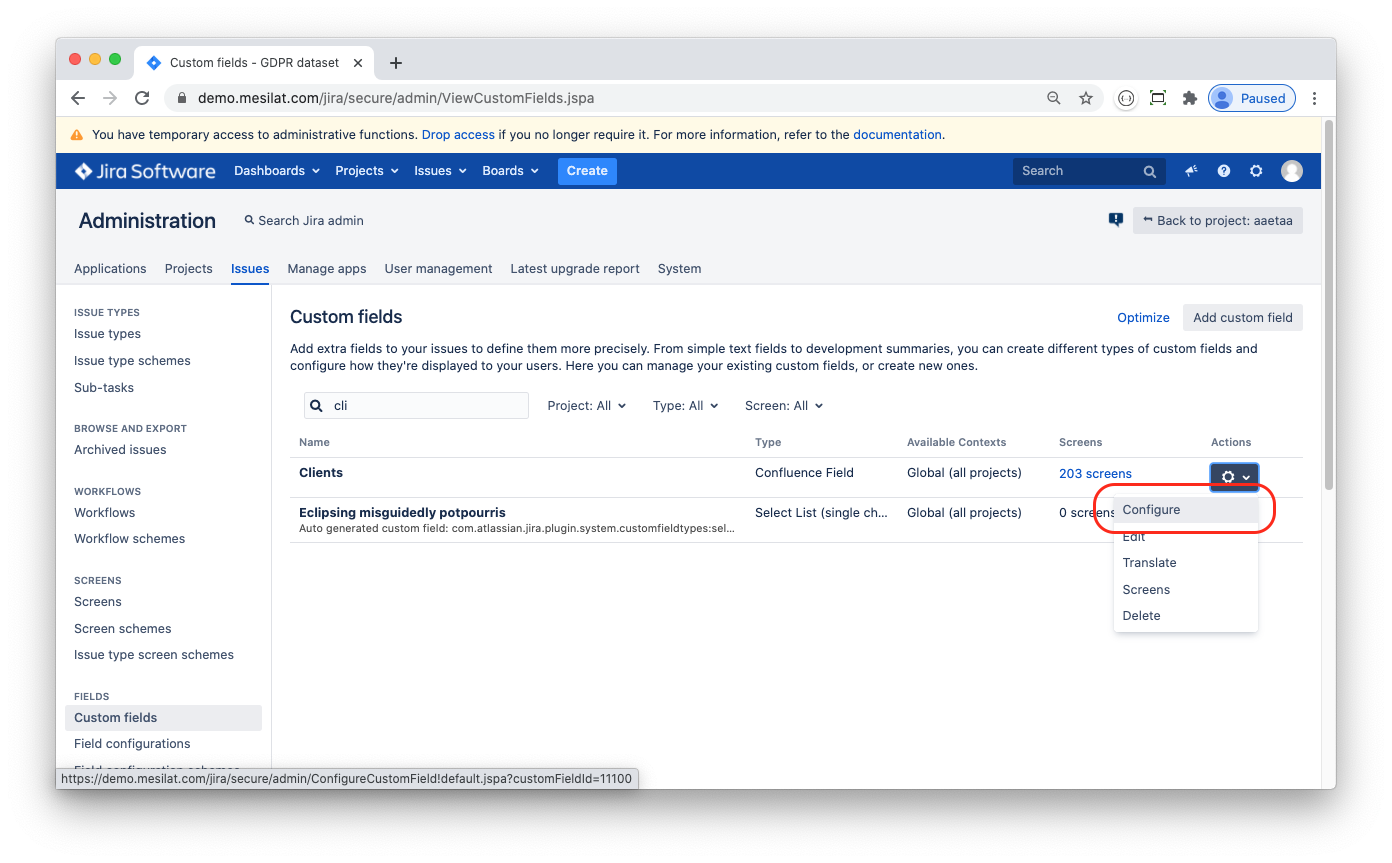 Custom fields - GDPR dataset
demo.mesilat.com/jira/secure/admin/ViewCustomFields.jspa
Paused
You have temporary access to administrative functions. Drop access if you no longer require it. For more information, refer to the documentation.
Jira Software Dashboards Projects Issues Boards Create Search
Administration Search Jira admin Back to project: aaetaa
Applications Projects Issues Manage apps User management Latest upgrade report System
ISSUE TYPES
Issue types
Issue type schemes
Sub-tasks
BROWSE AND EXPORT
Archived issues
WORKFLOWS
Workflows
Workflow schemes
SCREENS
Screens
Screen schemes
Issue type screen schemes
FIELDS
Custom fields
Field configurations
Field configuration schemes
Custom fields
Optimize Add custom field
Add extra fields to your issues to define them more precisely. From simple text fields to development summaries, you can create different types of custom fields and
configure how they're displayed to your users. Here you can manage your existing custom fields, or create new ones.
cli Project: All Type: All Screen: All
Name Type Available Contexts Screens Actions
Clients Confluence Field Global (all projects) 203 screens
Eclipsing misguidedly potpourris Select List (single ch... Global (all projects) 0 screens
Auto generated custom field: com.atlassian.jira.plugin.system.customfieldtypes:sel...
Configure
Edit
Translate
Screens
Delete
https://demo.mesilat.com/jira/secure/admin/ConfigureCustomField!default.jspa?customFieldId=11100